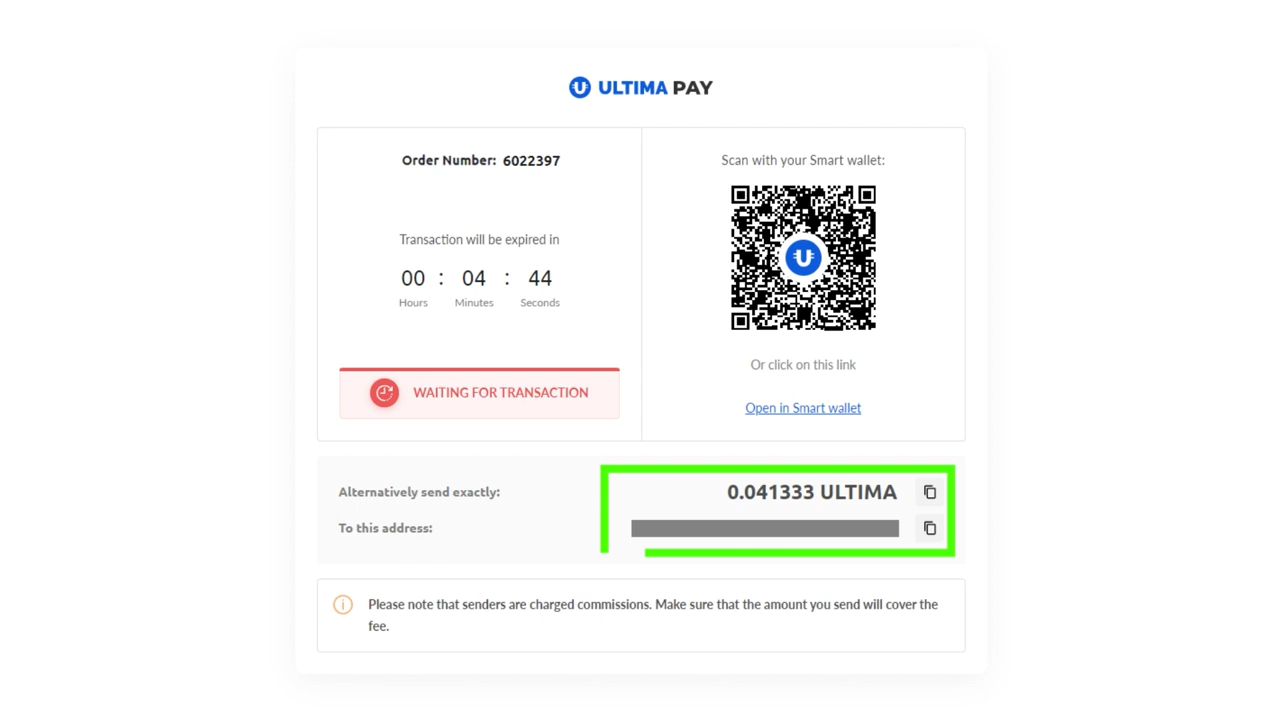 ULTIMA PAY
Order Number: 6022397
Transaction will be expired in
00 : 04 : 44
Hours Minutes Seconds
WAITING FOR TRANSACTION
Scan with your Smart wallet:
Or click on this link
Open in Smart wallet
Alternatively send exactly: 0.041333 ULTIMA
To this address:
Please note that senders are charged commissions. Make sure that the amount you send will cover the
fee.